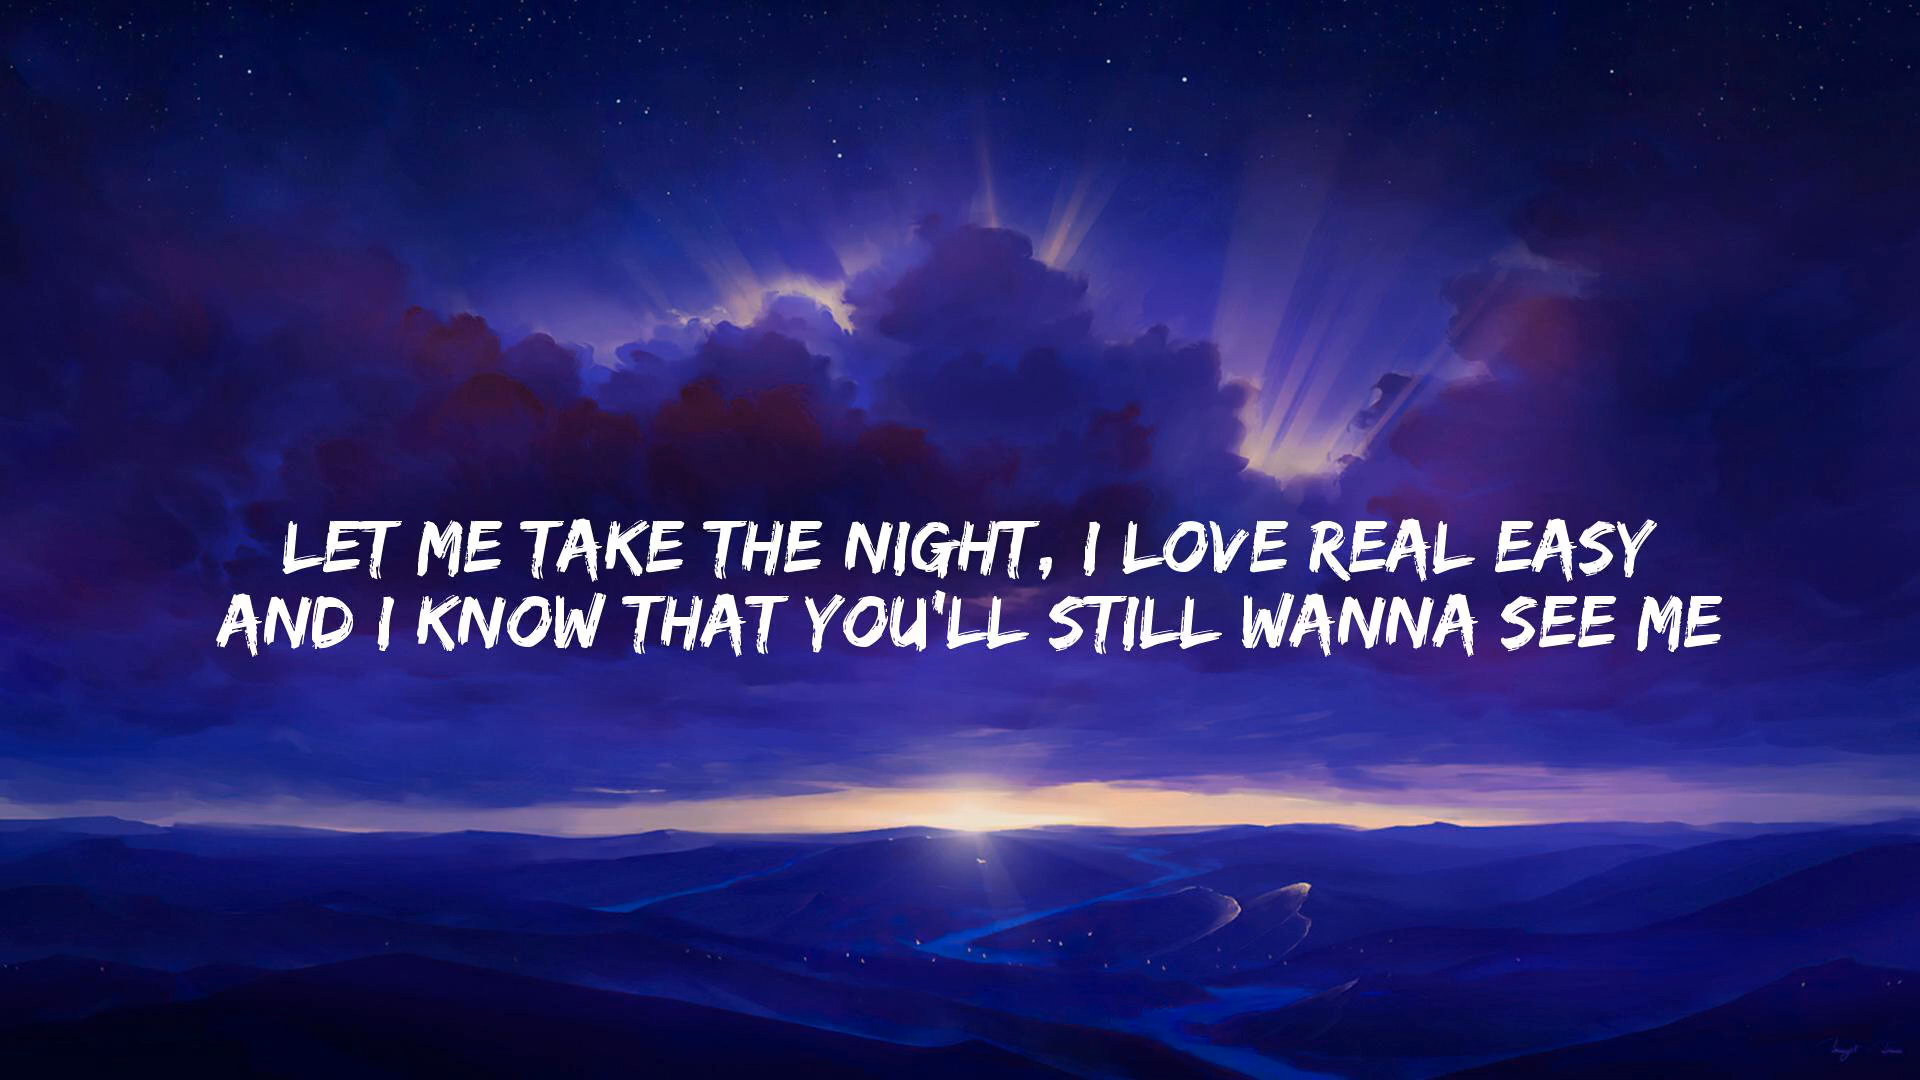 LET ME TAKE THE NIGHT, I LOVE REAL EASY
AND I KNOW THAT YOU'LL STILL WANNA SEE ME